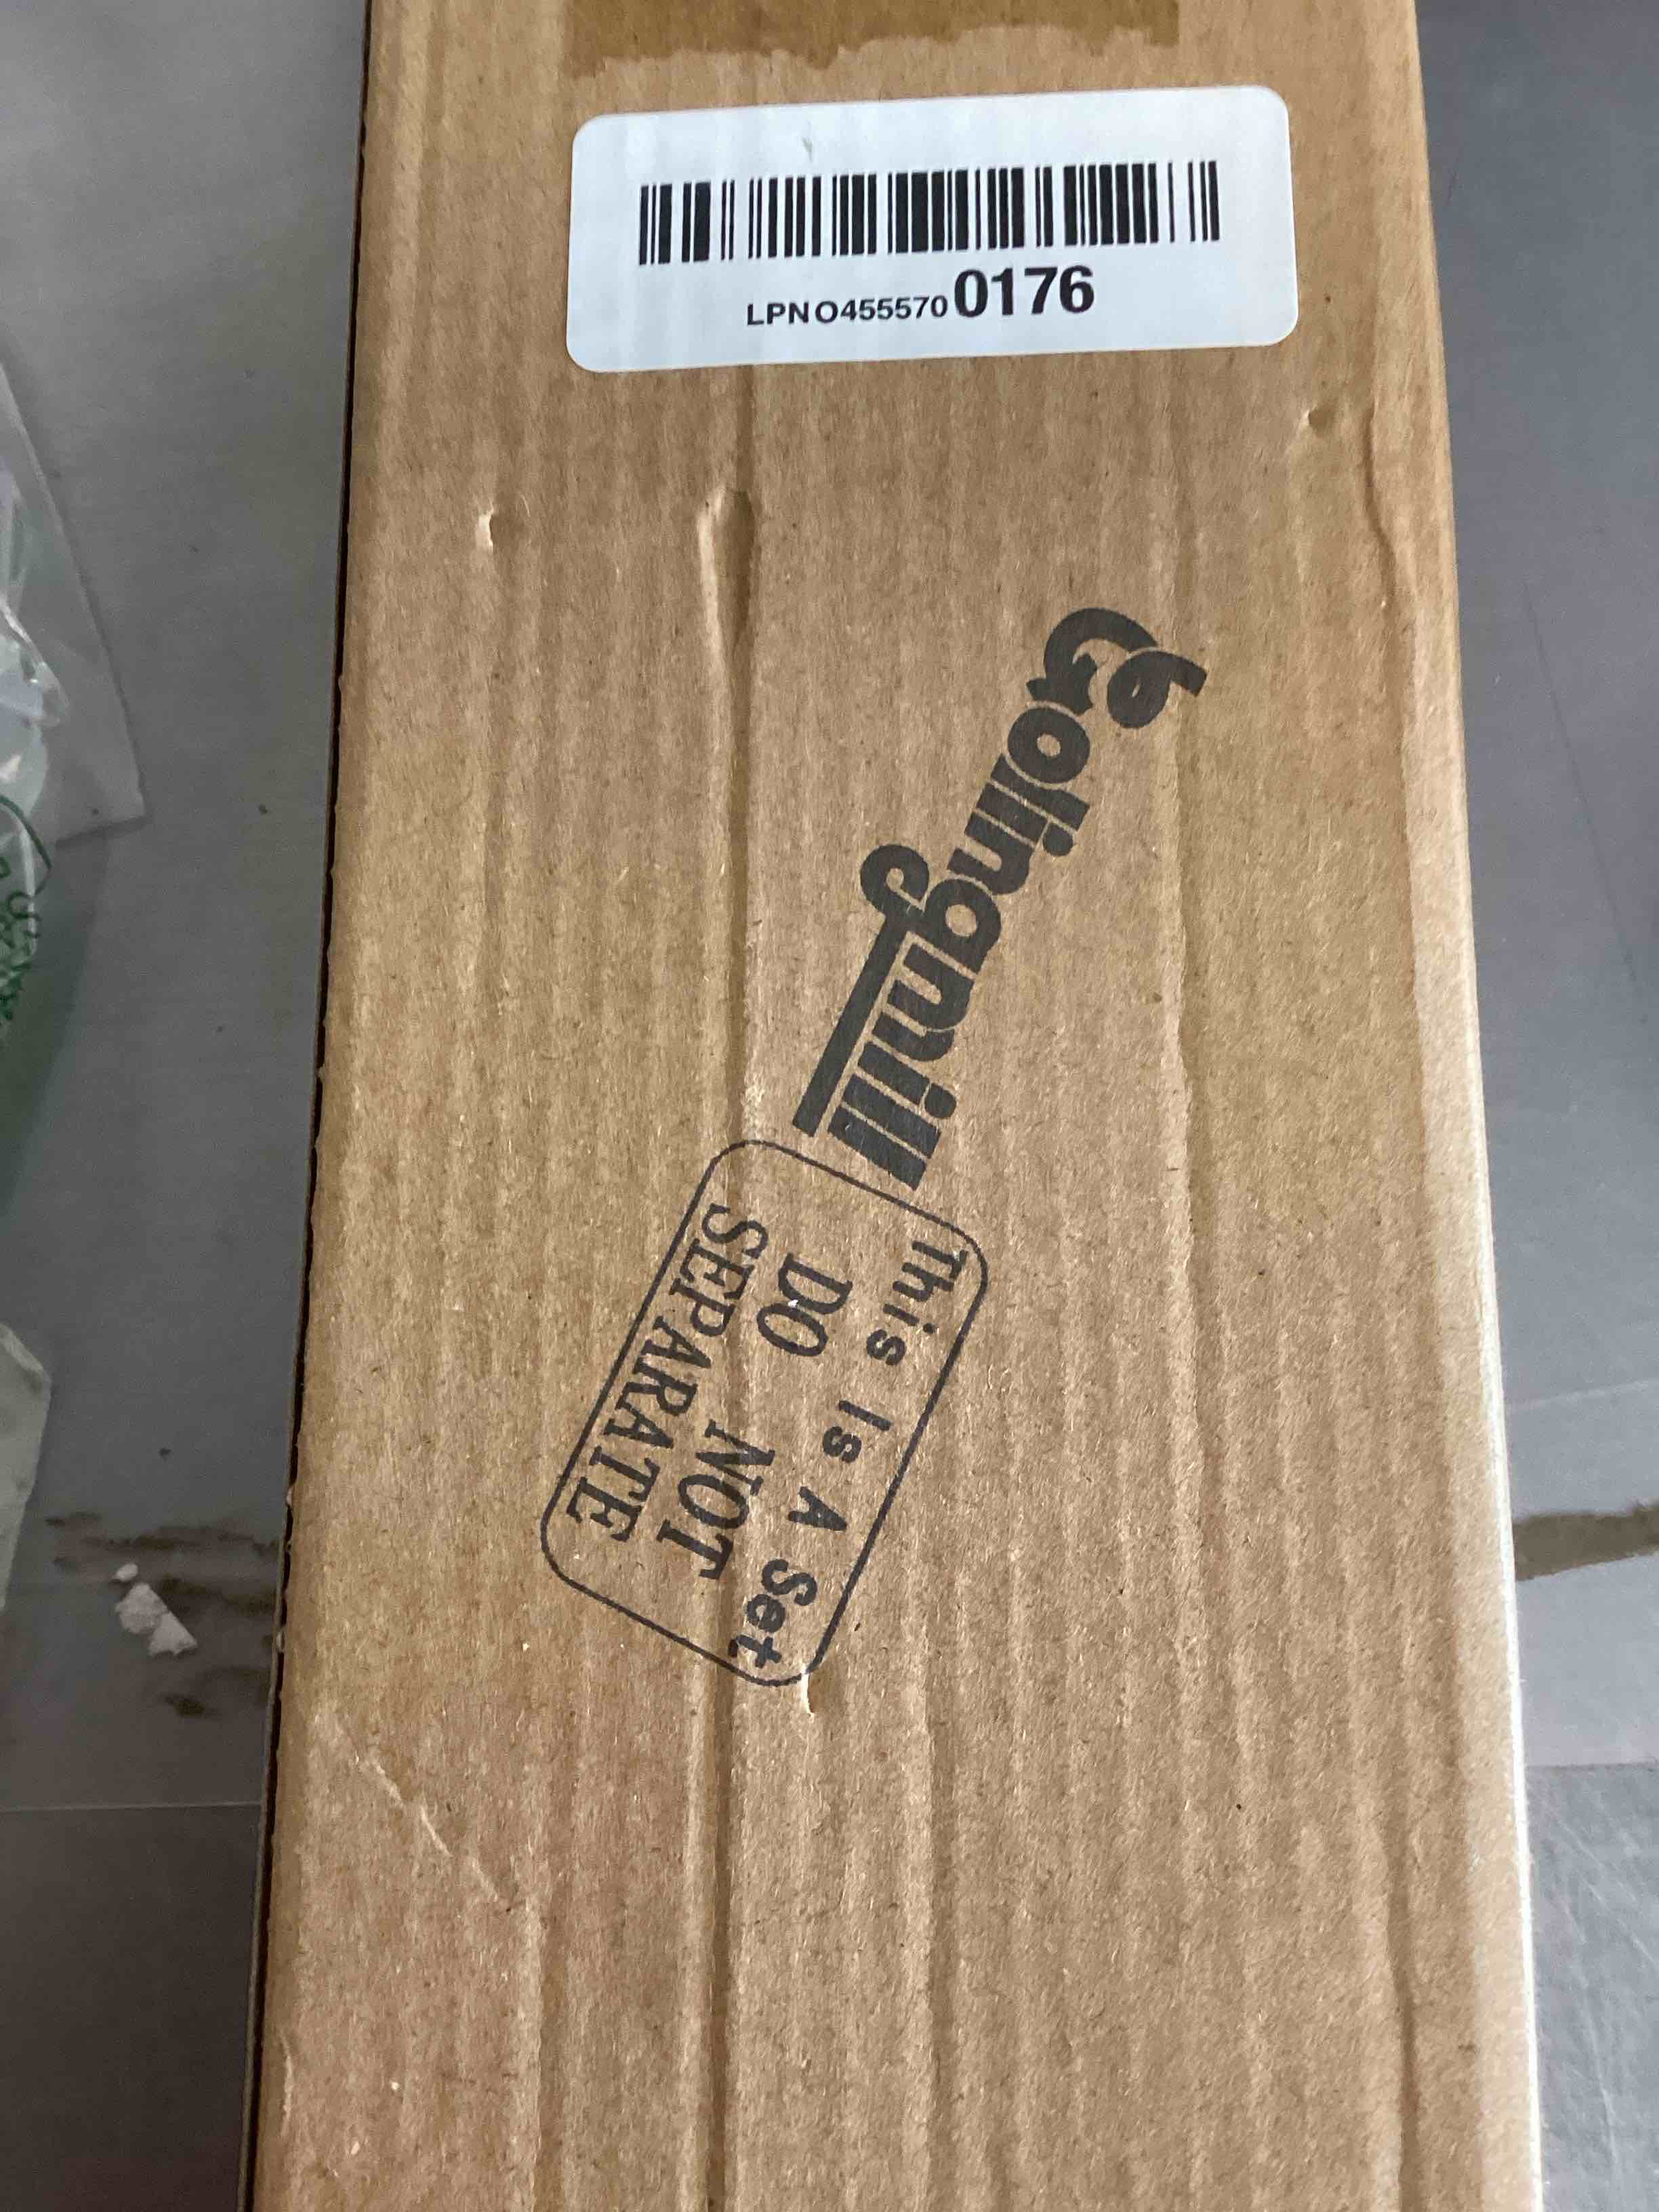 LPNO4555700176
Golingmill
This Is A Set
DO NOT
SEPARATE